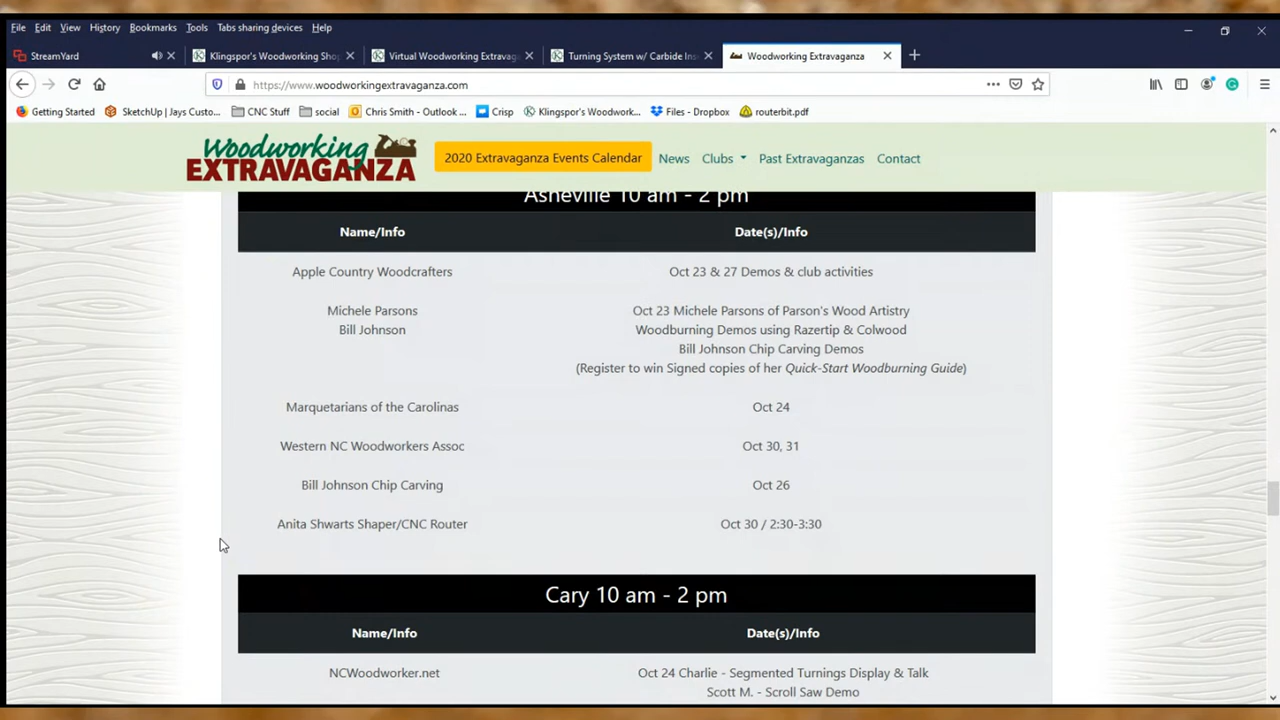 File Edit View History Bookmarks Tools Tabs sharing devices Help
StreamYard Klingspor's Woodworking Sho Virtual Woodworking Extravag Turning System w/ Carbide Ins Woodworking Extravaganza
https://www.woodworkingextravaganza.com
Getting Started SketchUp | Jays Custo... CNC Stuff social Chris Smith - Outlook ... Crisp Klingspor's Woodwork... Files - Dropbox routerbit.pdf
Woodworking
EXTRAVAGANZA
2020 Extravaganza Events Calendar News Clubs Past Extravaganzas Contact
Asheville 10 am - 2 pm
Name/Info Date(s)/Info
Apple Country Woodcrafters Oct 23 & 27 Demos & club activities
Michele Parsons Oct 23 Michele Parsons of Parson's Wood Artistry
Bill Johnson Woodburning Demos using Razertip & Colwood
Bill Johnson Chip Carving Demos
(Register to win Signed copies of her Quick-Start Woodburning Guide)
Marquetarians of the Carolinas Oct 24
Western NC Woodworkers Assoc Oct 30, 31
Bill Johnson Chip Carving Oct 26
Anita Shwarts Shaper/CNC Router Oct 30 / 2:30-3:30
Cary 10 am - 2 pm
Name/Info Date(s)/Info
NCWoodworker.net Oct 24 Charlie - Segmented Turnings Display & Talk
Scott M. - Scroll Saw Demo